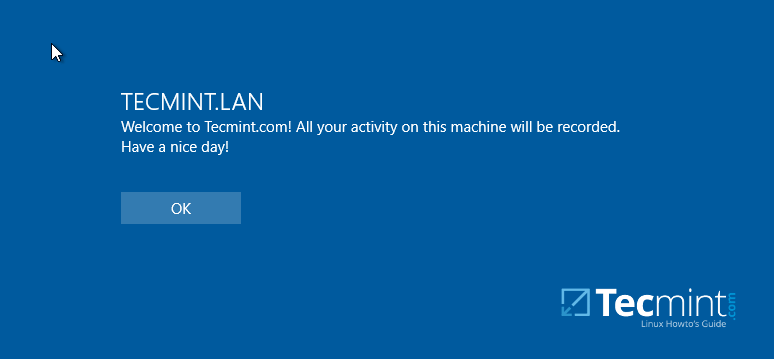 TECMINT.LAN
Welcome to Tecmint.com! All your activity on this machine will be recorded.
Have a nice day!
OK
Tecmint.com
Linux Howto's Guide